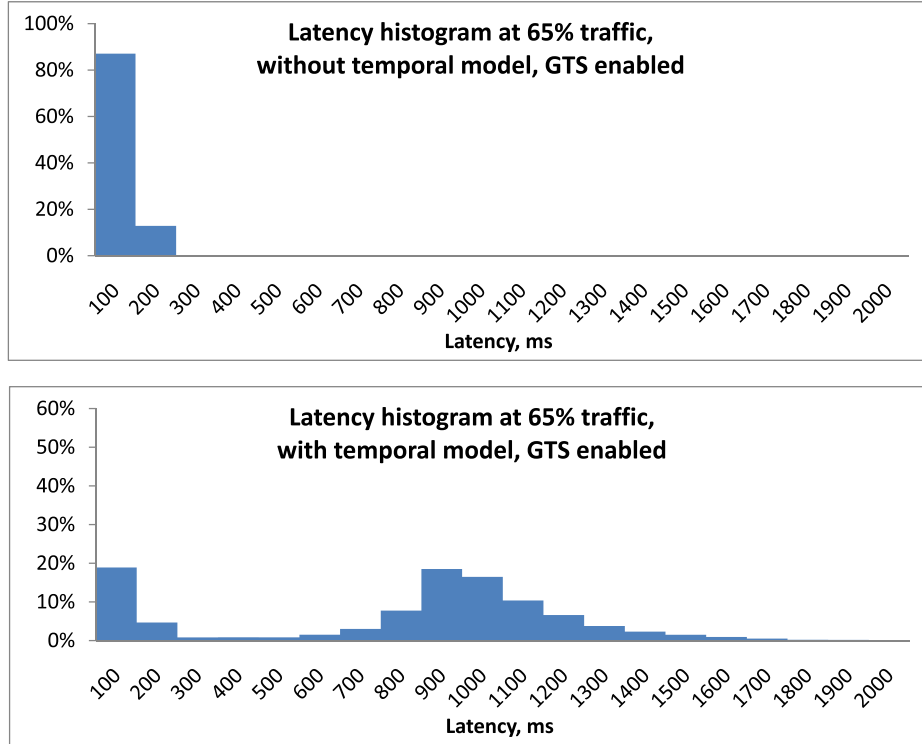 Latency histogram at 65% traffic,
without temporal model, GTS enabled
100%
80%
60%
40%
20%
0%
100 200 300 400 500 600 700 800 900 1000 1100 1200 1300 1400 1500 1600 1700 1800 1900 2000
Latency, ms
Latency histogram at 65% traffic,
with temporal model, GTS enabled
60%
50%
40%
30%
20%
10%
0%
100 200 300 400 500 600 700 800 900 1000 1100 1200 1300 1400 1500 1600 1700 1800 1900 2000
Latency, ms